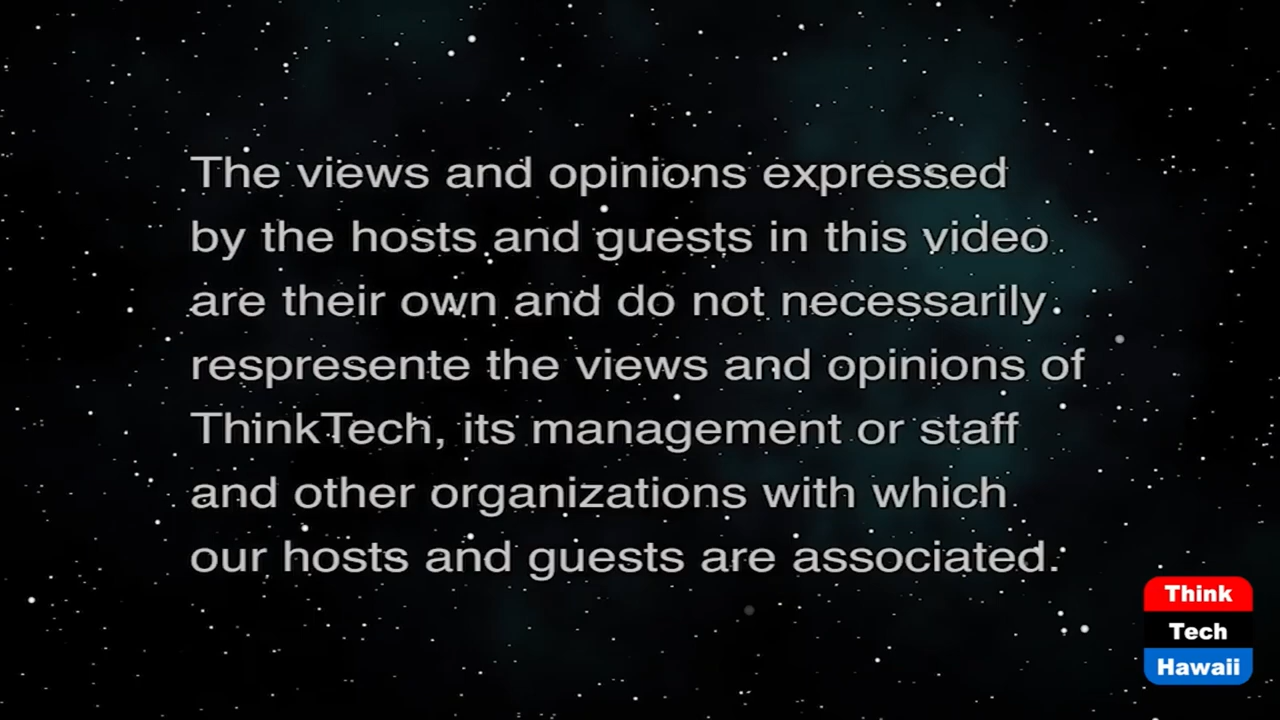 The views and opinions expressed
by the hosts and guests in this video
are their own and do not necessarily
respresente the views and opinions of
ThinkTech, its management or staff
and other organizations with which
our hosts and guests are associated.
Think
Tech
Hawaii